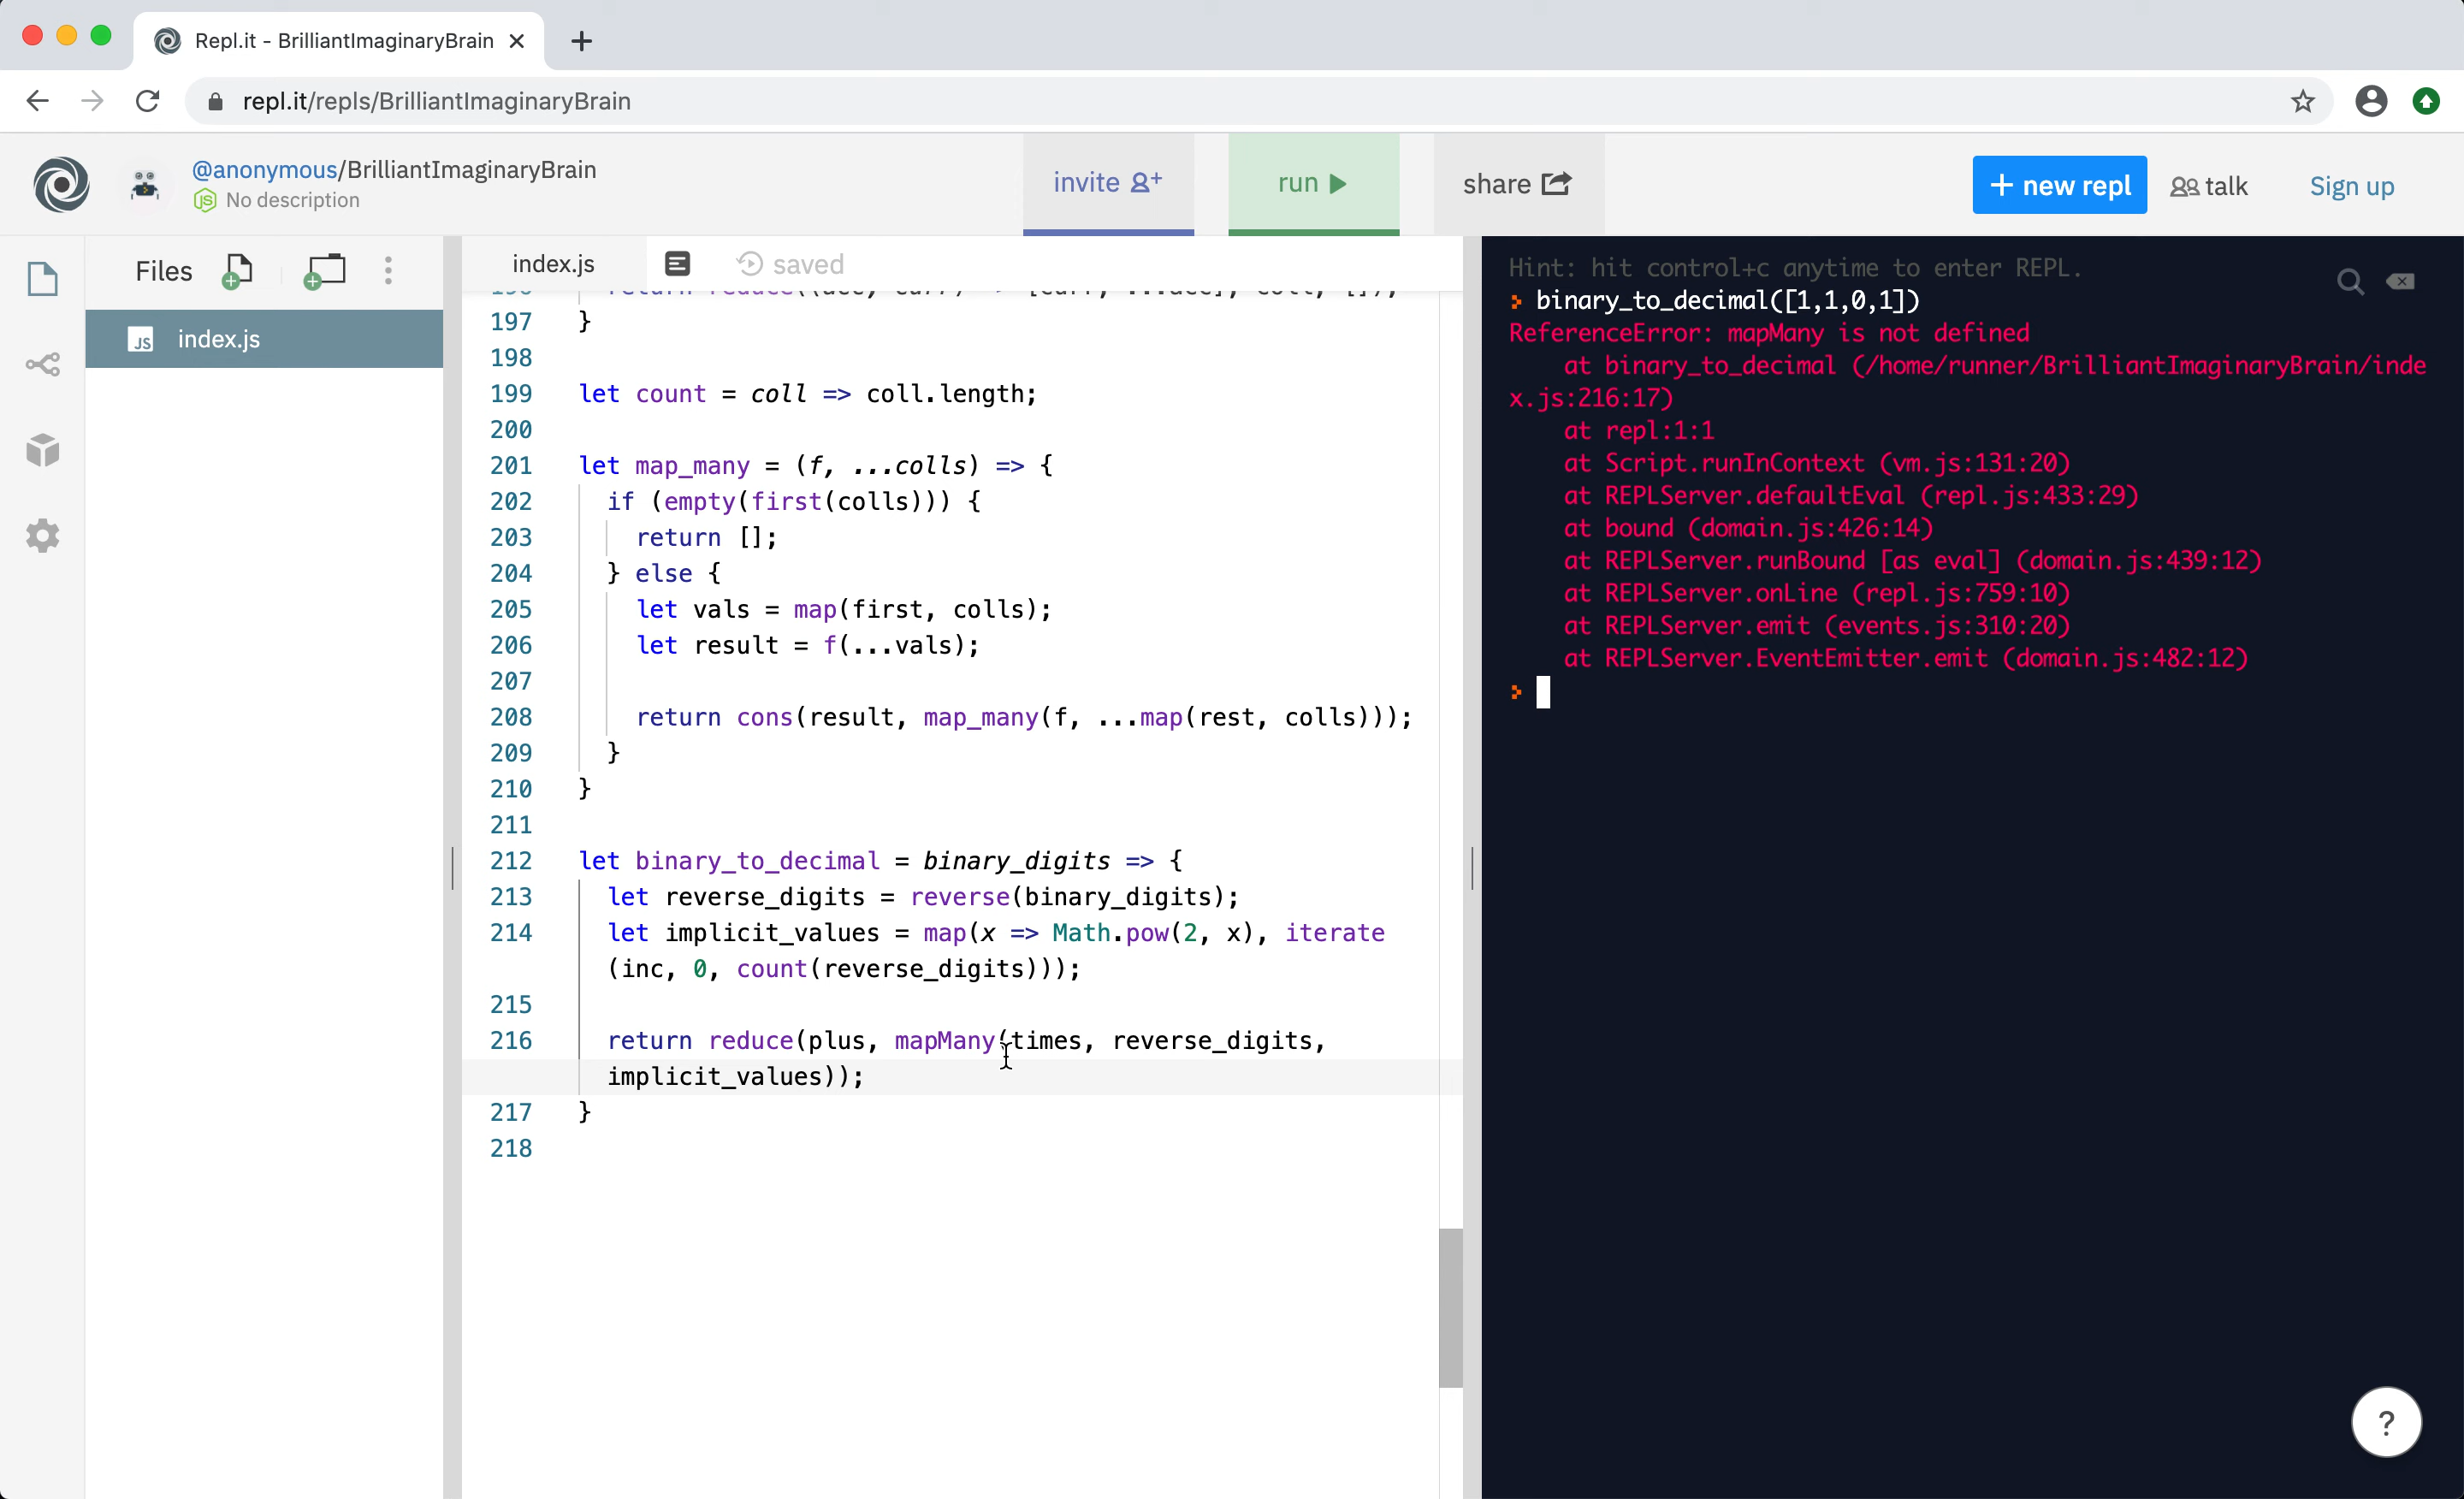 Repl.it - BrilliantImaginaryBrain
repl.it/repls/BrilliantImaginaryBrain
@anonymous/BrilliantImaginaryBrain
No description
invite
run
share
+ new repl
talk
Sign up
Files
index.js
index.js
saved
197 }
198
199 let count = coll => coll.length;
200
201 let map_many = (f, ...colls) => {
202 if (empty(first(colls))) {
203 return [];
204 } else {
205 let vals = map(first, colls);
206 let result = f(...vals);
207
208 return cons(result, map_many(f, ...map(rest, colls)));
209 }
210 }
211
212 let binary_to_decimal = binary_digits => {
213 let reverse_digits = reverse(binary_digits);
214 let implicit_values = map(x => Math.pow(2, x), iterate
(inc, 0, count(reverse_digits)));
215
216 return reduce(plus, mapMany(times, reverse_digits,
implicit_values));
217 }
218
Hint: hit control+c anytime to enter REPL.
binary_to_decimal([1,1,0,1])
ReferenceError: mapMany is not defined
at binary_to_decimal (/home/runner/BrilliantImaginaryBrain/inde
x.js:216:17)
at repl:1:1
at Script.runInContext (vm.js:131:20)
at REPLServer.defaultEval (repl.js:433:29)
at bound (domain.js:426:14)
at REPLServer.runBound [as eval] (domain.js:439:12)
at REPLServer.onLine (repl.js:759:10)
at REPLServer.emit (events.js:310:20)
at REPLServer.EventEmitter.emit (domain.js:482:12)
?